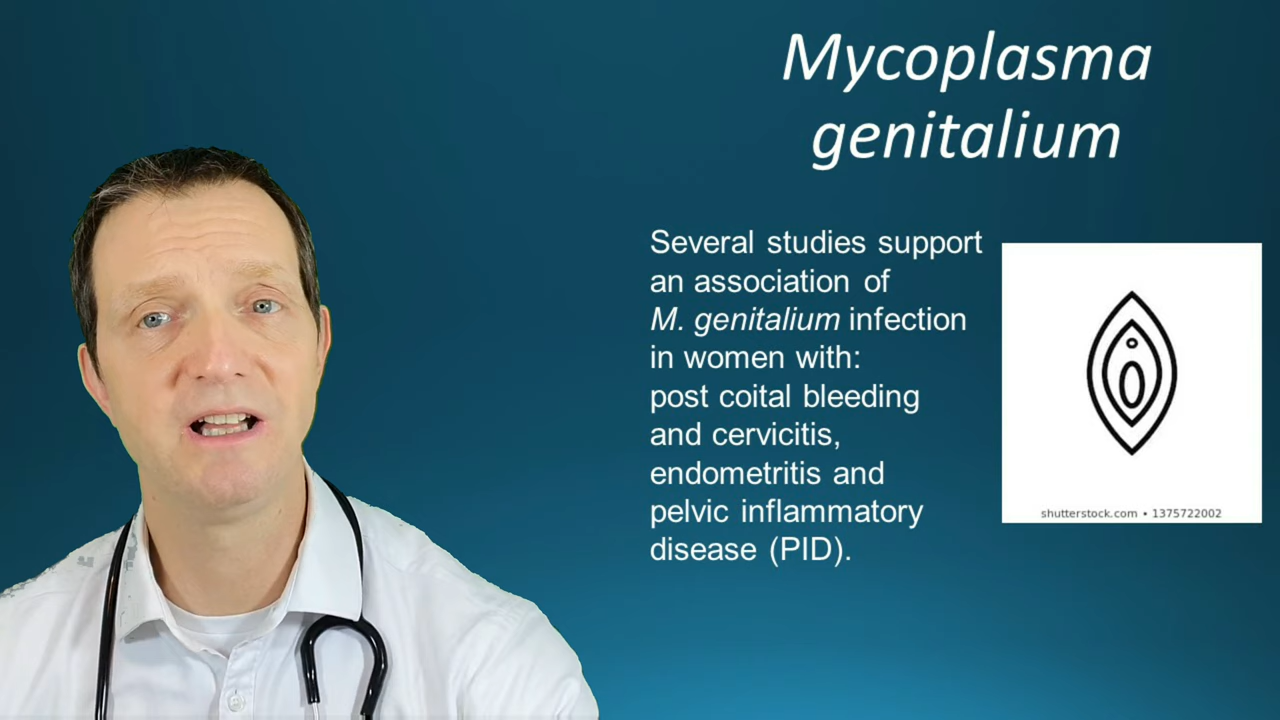 Mycoplasma
genitalium
Several studies support
an association of
M. genitalium infection
in women with:
post coital bleeding
and cervicitis,
endometritis and
pelvic inflammatory
disease (PID).
shutterstock.com • 1375722002